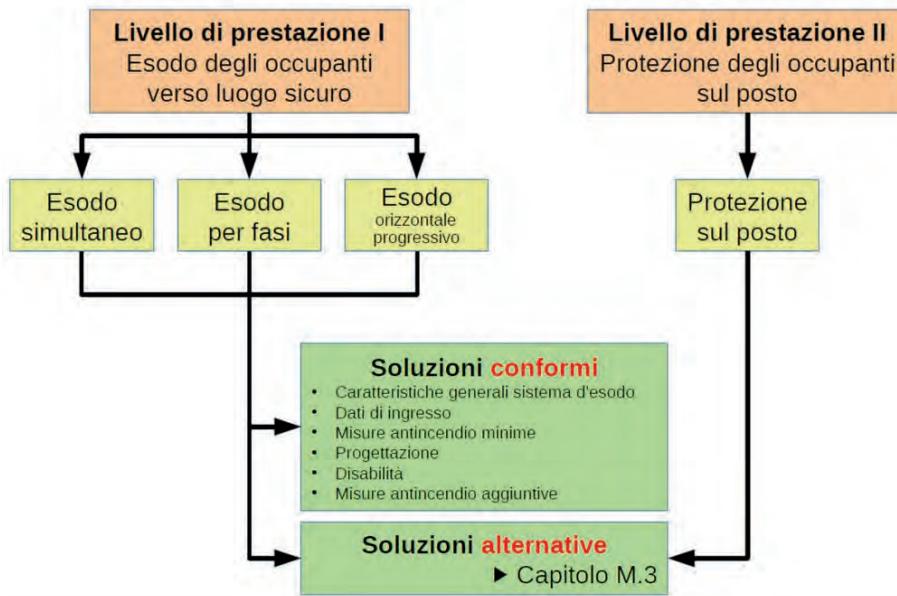 Livello di prestazione I
Esodo degli occupanti
verso luogo sicuro
Livello di prestazione II
Protezione degli occupanti
sul posto
Esodo
simultaneo
Esodo
per fasi
Esodo
orizzontale
progressivo
Protezione
sul posto
Soluzioni conformi
• Caratteristiche generali sistema d'esodo
• Dati di ingresso
• Misure antincendio minime
• Progettazione
• Disabilità
• Misure antincendio aggiuntive
Soluzioni alternative
► Capitolo M.3